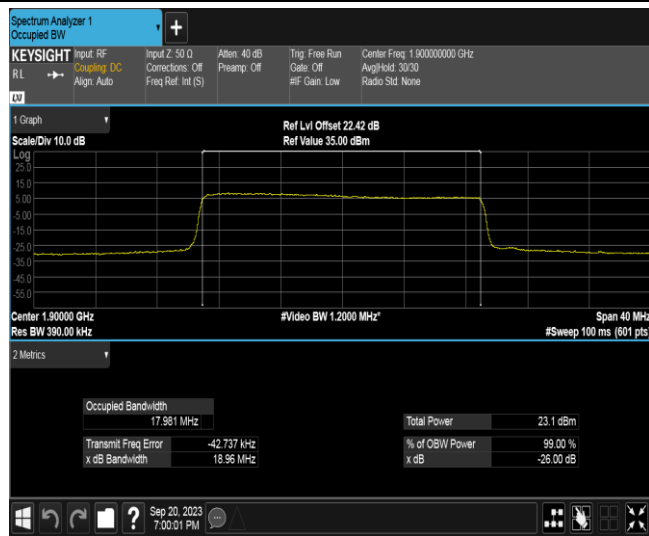 Spectrum Analyzer 1
Occupied BW
+
KEYSIGHT
RL
LXI
Input: RF
Coupling: DC
Align: Auto
Input Z: 50 Ω
Corrections: Off
Freq Ref: Int (S)
Atten: 40 dB
Preamp: Off
Trig: Free Run
Gate: Off
#IF Gain: Low
Center Freq: 1.900000000 GHz
Avg|Hold: 30/30
Radio Std: None
1 Graph
Scale/Div 10.0 dB
Ref Lvl Offset 22.42 dB
Ref Value 35.00 dBm
Log
25.0
15.0
5.00
-5.00
-15.0
-25.0
-35.0
-45.0
-55.0
Center 1.90000 GHz
Res BW 390.00 kHz
#Video BW 1.2000 MHz*
Span 40 MHz
#Sweep 100 ms (601 pts)
2 Metrics
Occupied Bandwidth
17.981 MHz
Transmit Freq Error -42.737 kHz
x dB Bandwidth 18.96 MHz
Total Power 23.1 dBm
% of OBW Power 99.00 %
x dB -26.00 dB
?
Sep 20, 2023
7:00:01 PM